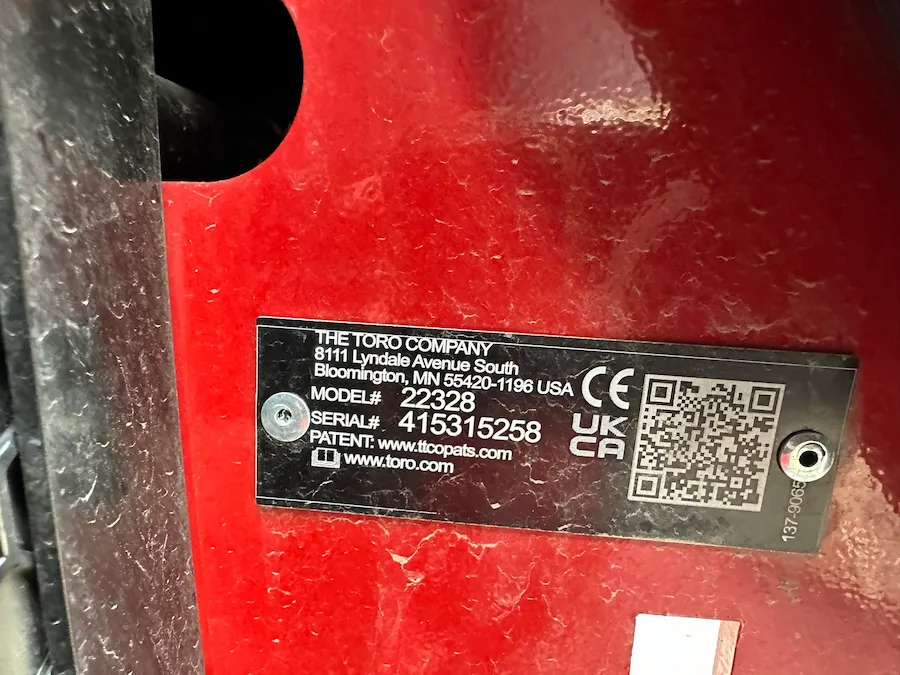 THE TORO COMPANY
8111 Lyndale Avenue South
Bloomington, MN 55420-1196 USA
MODEL# 22328
SERIAL# 415315258
PATENT: www.ttcopats.com
www.toro.com
CE
UK
CA